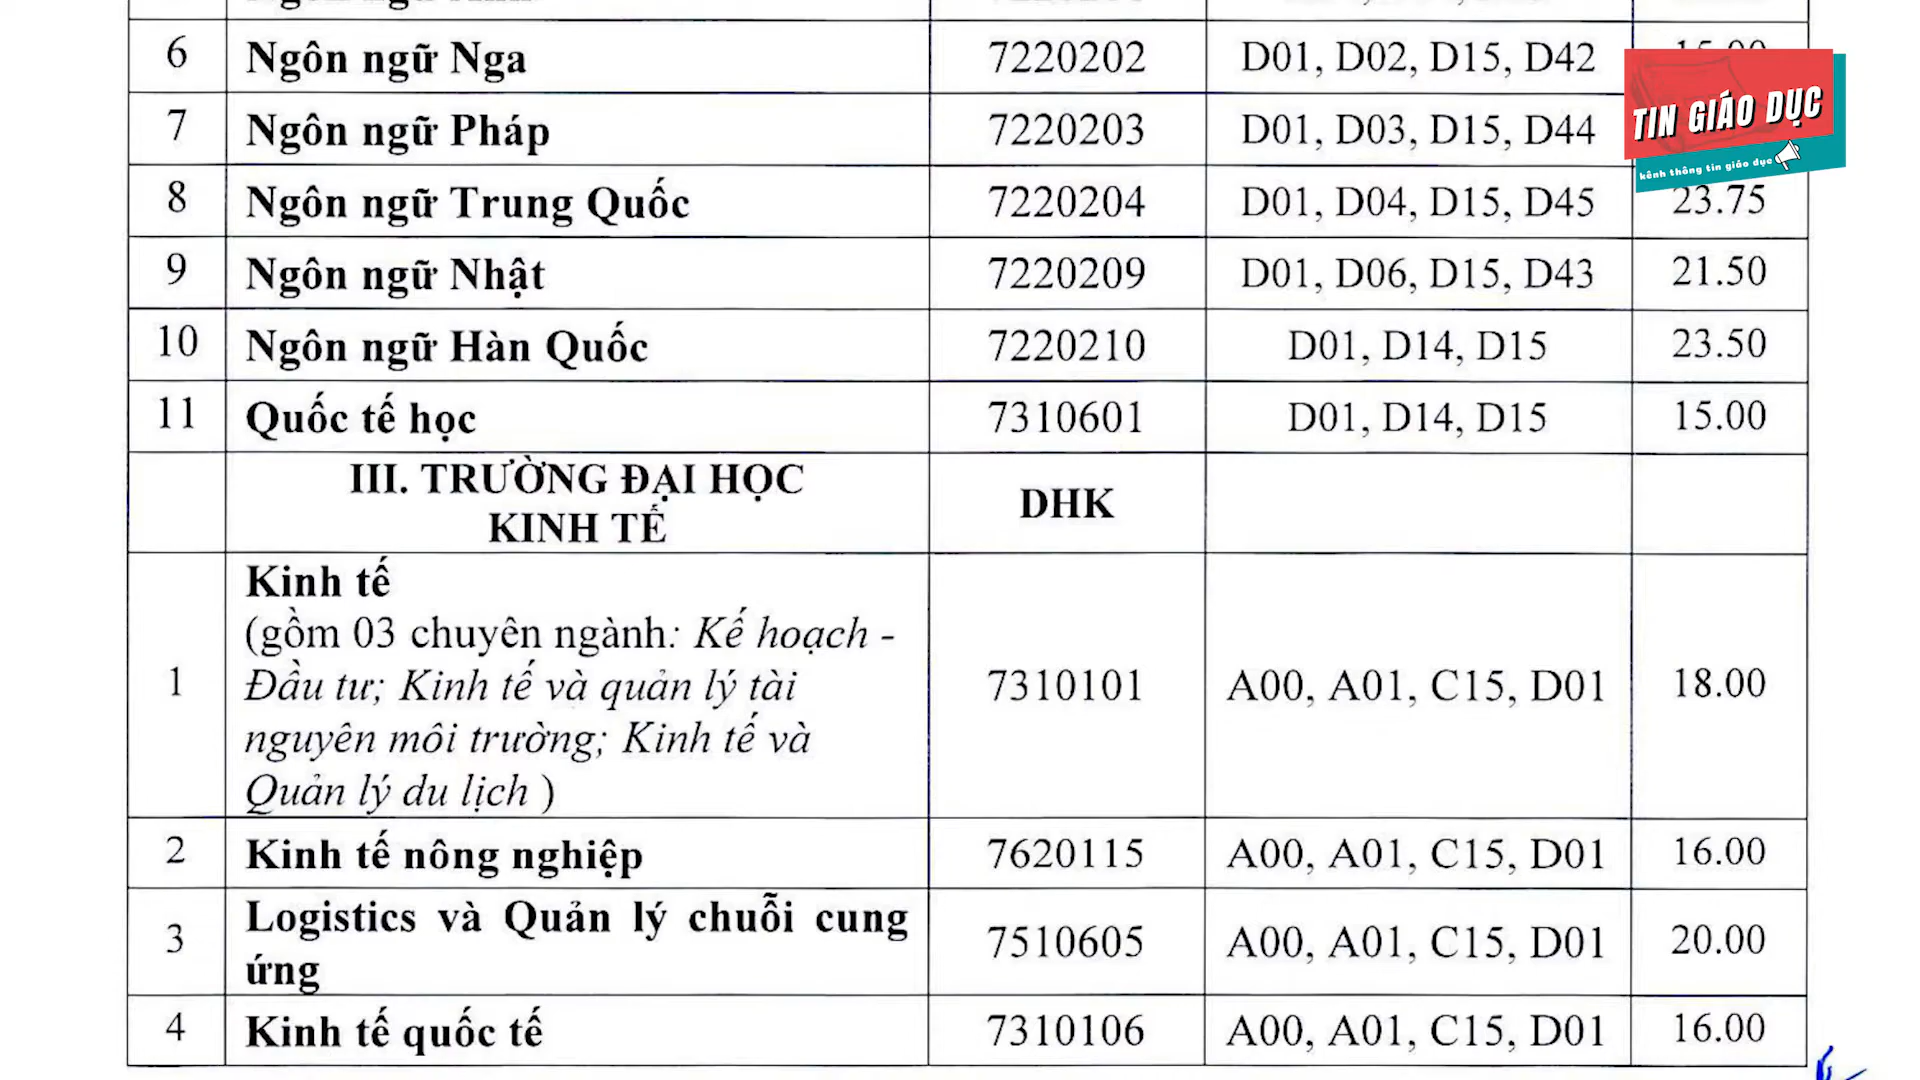 6 Ngôn ngữ Nga 7220202 D01, D02, D15, D42
7 Ngôn ngữ Pháp 7220203 D01, D03, D15, D44
TIN GIÁO DỤC
kênh thông tin giáo dục
8 Ngôn ngữ Trung Quốc 7220204 D01, D04, D15, D45 23.75
9 Ngôn ngữ Nhật 7220209 D01, D06, D15, D43 21.50
10 Ngôn ngữ Hàn Quốc 7220210 D01, D14, D15 23.50
11 Quốc tế học 7310601 D01, D14, D15 15.00
III. TRƯỜNG ĐẠI HỌC
KINH TẾ
DHK
1
Kinh tế
(gồm 03 chuyên ngành: Kế hoạch -
Đầu tư; Kinh tế và quản lý tài
nguyên môi trường; Kinh tế và
Quản lý du lịch )
7310101 A00, A01, C15, D01 18.00
2 Kinh tế nông nghiệp 7620115 A00, A01, C15, D01 16.00
3
Logistics và Quản lý chuỗi cung
ứng
7510605 A00, A01, C15, D01 20.00
4 Kinh tế quốc tế 7310106 A00, A01, C15, D01 16.00